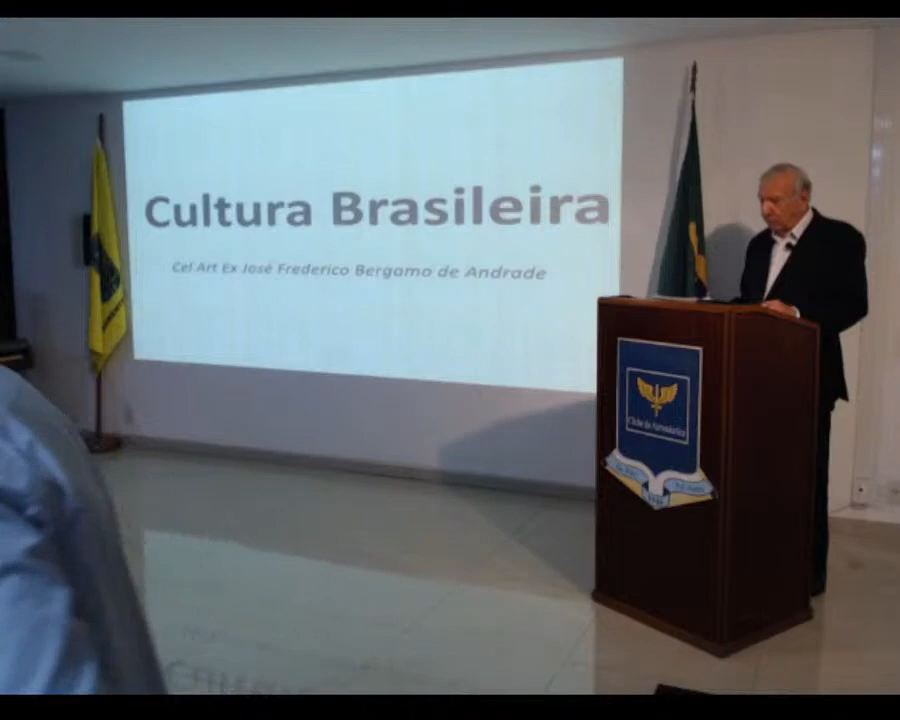 Cultura Brasileira
Cel Art Ex José Frederico Bergamo de Andrade
Clube de Aeronáutica